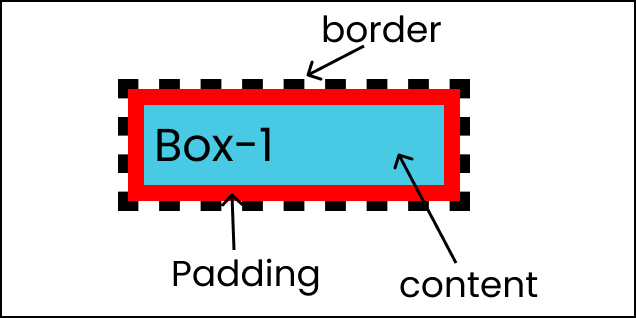 border
Box-1
Padding
content